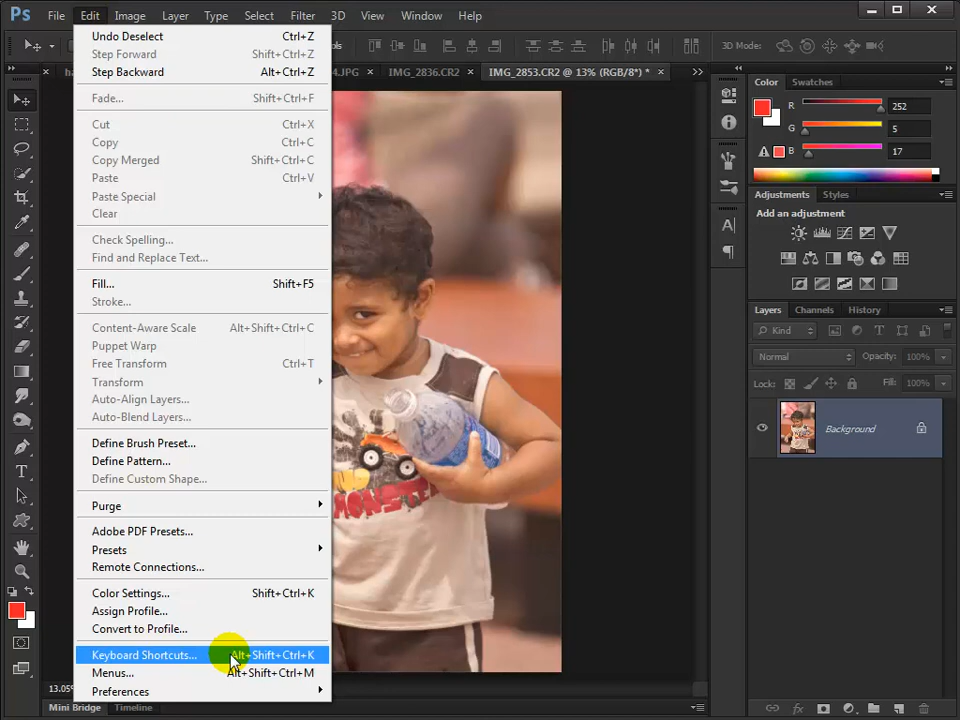 Ps File Edit Image Layer Type Select Filter 3D View Window Help
3D Mode:
.JPG × IMG_2836.CR2 × IMG_2853.CR2 @ 13% (RGB/8*) * ×
Undo Deselect Ctrl+Z
Step Forward Shift+Ctrl+Z
Step Backward Alt+Ctrl+Z
Fade... Shift+Ctrl+F
Cut Ctrl+X
Copy Ctrl+C
Copy Merged Shift+Ctrl+C
Paste Ctrl+V
Paste Special
Clear
Check Spelling...
Find and Replace Text...
Fill... Shift+F5
Stroke...
Content-Aware Scale Alt+Shift+Ctrl+C
Puppet Warp
Free Transform Ctrl+T
Transform
Auto-Align Layers...
Auto-Blend Layers...
Define Brush Preset...
Define Pattern...
Define Custom Shape...
Purge
Adobe PDF Presets...
Presets
Remote Connections...
Color Settings... Shift+Ctrl+K
Assign Profile...
Convert to Profile...
Keyboard Shortcuts... Alt+Shift+Ctrl+K
Menus... Alt+Shift+Ctrl+M
Preferences
Mini Bridge Timeline
Color Swatches
R 252
G 5
B 17
Adjustments Styles
Add an adjustment
Layers Channels History
Kind
Normal Opacity: 100%
Lock: Fill: 100%
Background